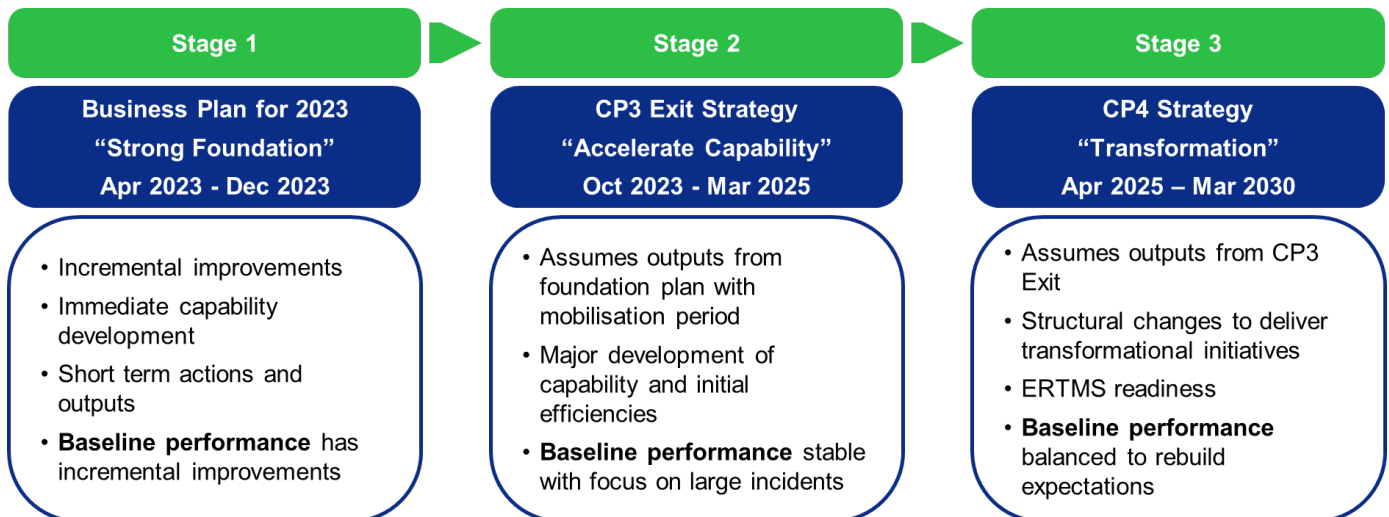 Stage 1
Stage 2
Stage 3
Business Plan for 2023
“Strong Foundation”
Apr 2023 - Dec 2023
CP3 Exit Strategy
“Accelerate Capability”
Oct 2023 - Mar 2025
CP4 Strategy
“Transformation”
Apr 2025 – Mar 2030
• Incremental improvements
• Immediate capability
development
• Short term actions and
outputs
• Baseline performance has
incremental improvements
• Assumes outputs from
foundation plan with
mobilisation period
• Major development of
capability and initial
efficiencies
• Baseline performance stable
with focus on large incidents
• Assumes outputs from CP3
Exit
• Structural changes to deliver
transformational initiatives
• ERTMS readiness
• Baseline performance
balanced to rebuild
expectations